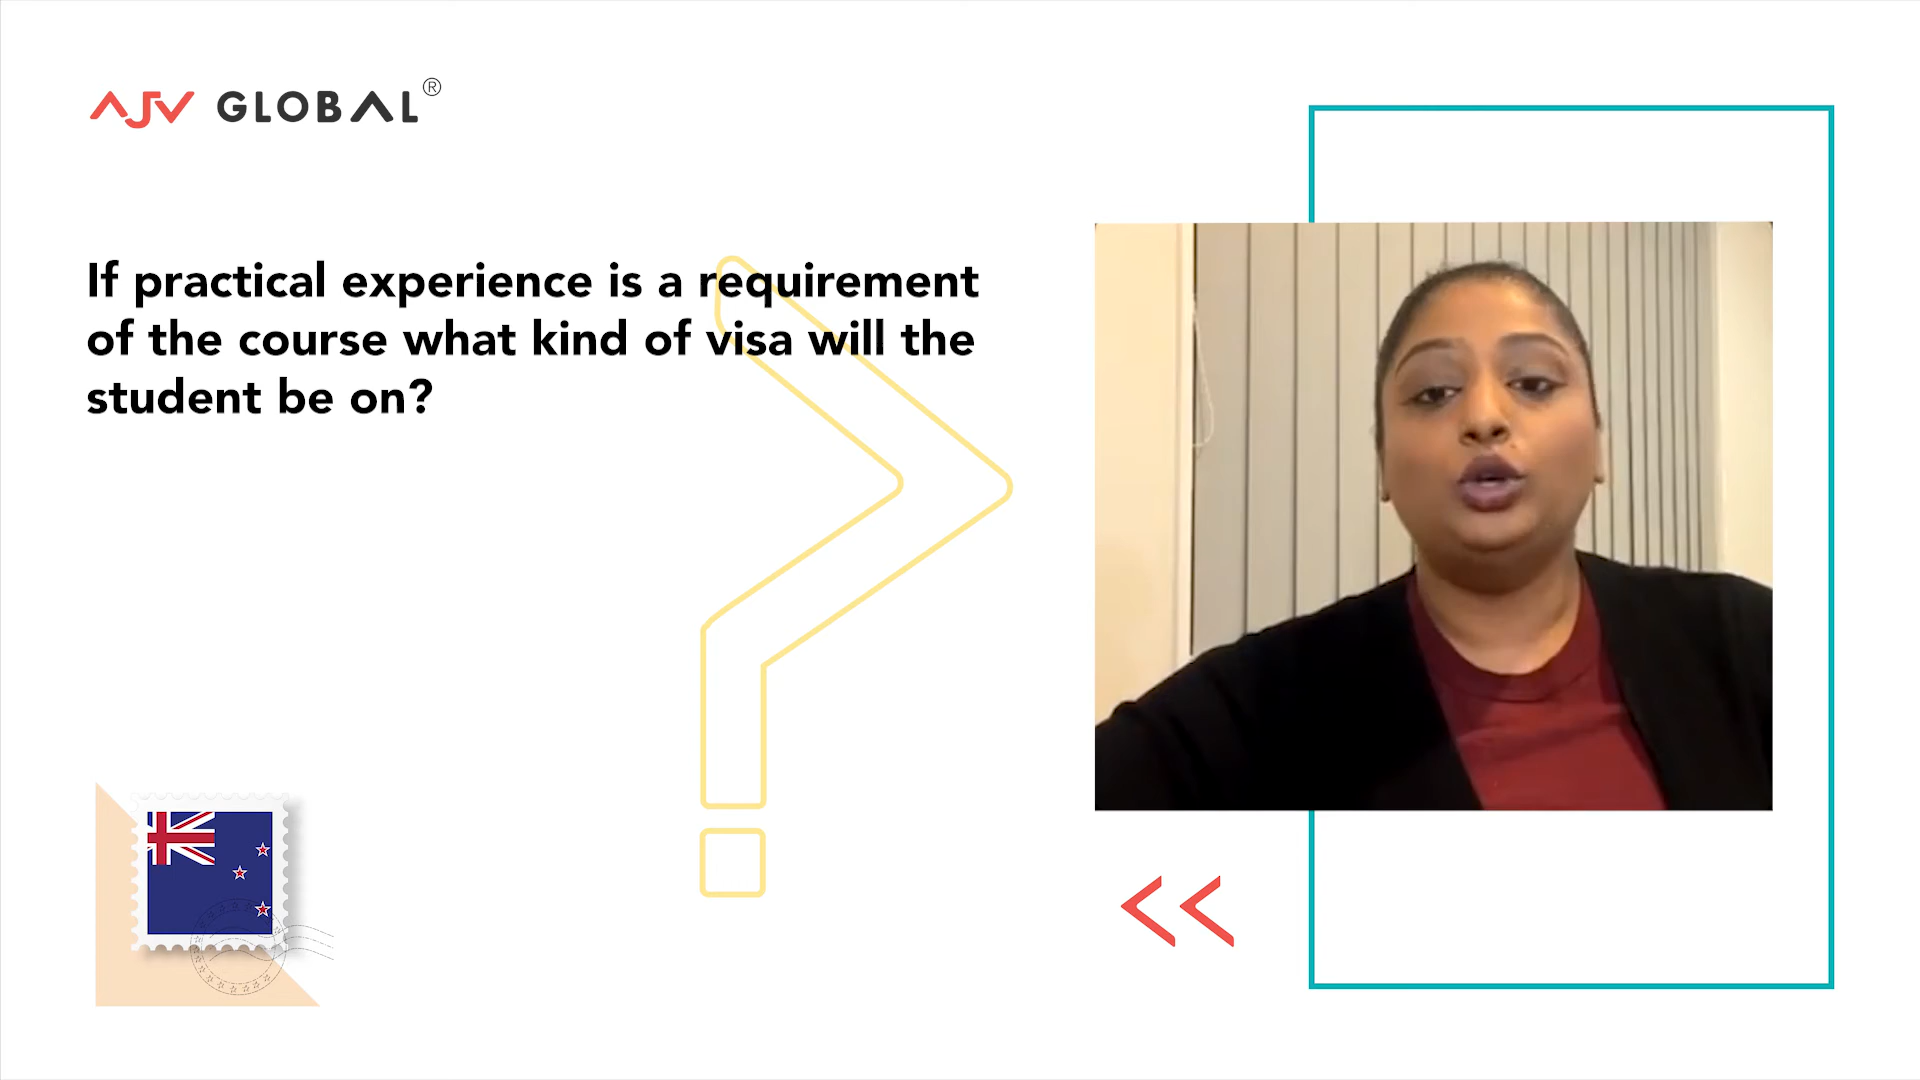 AJV GLOBAL®
If practical experience is a requirement
of the course what kind of visa will the
student be on?